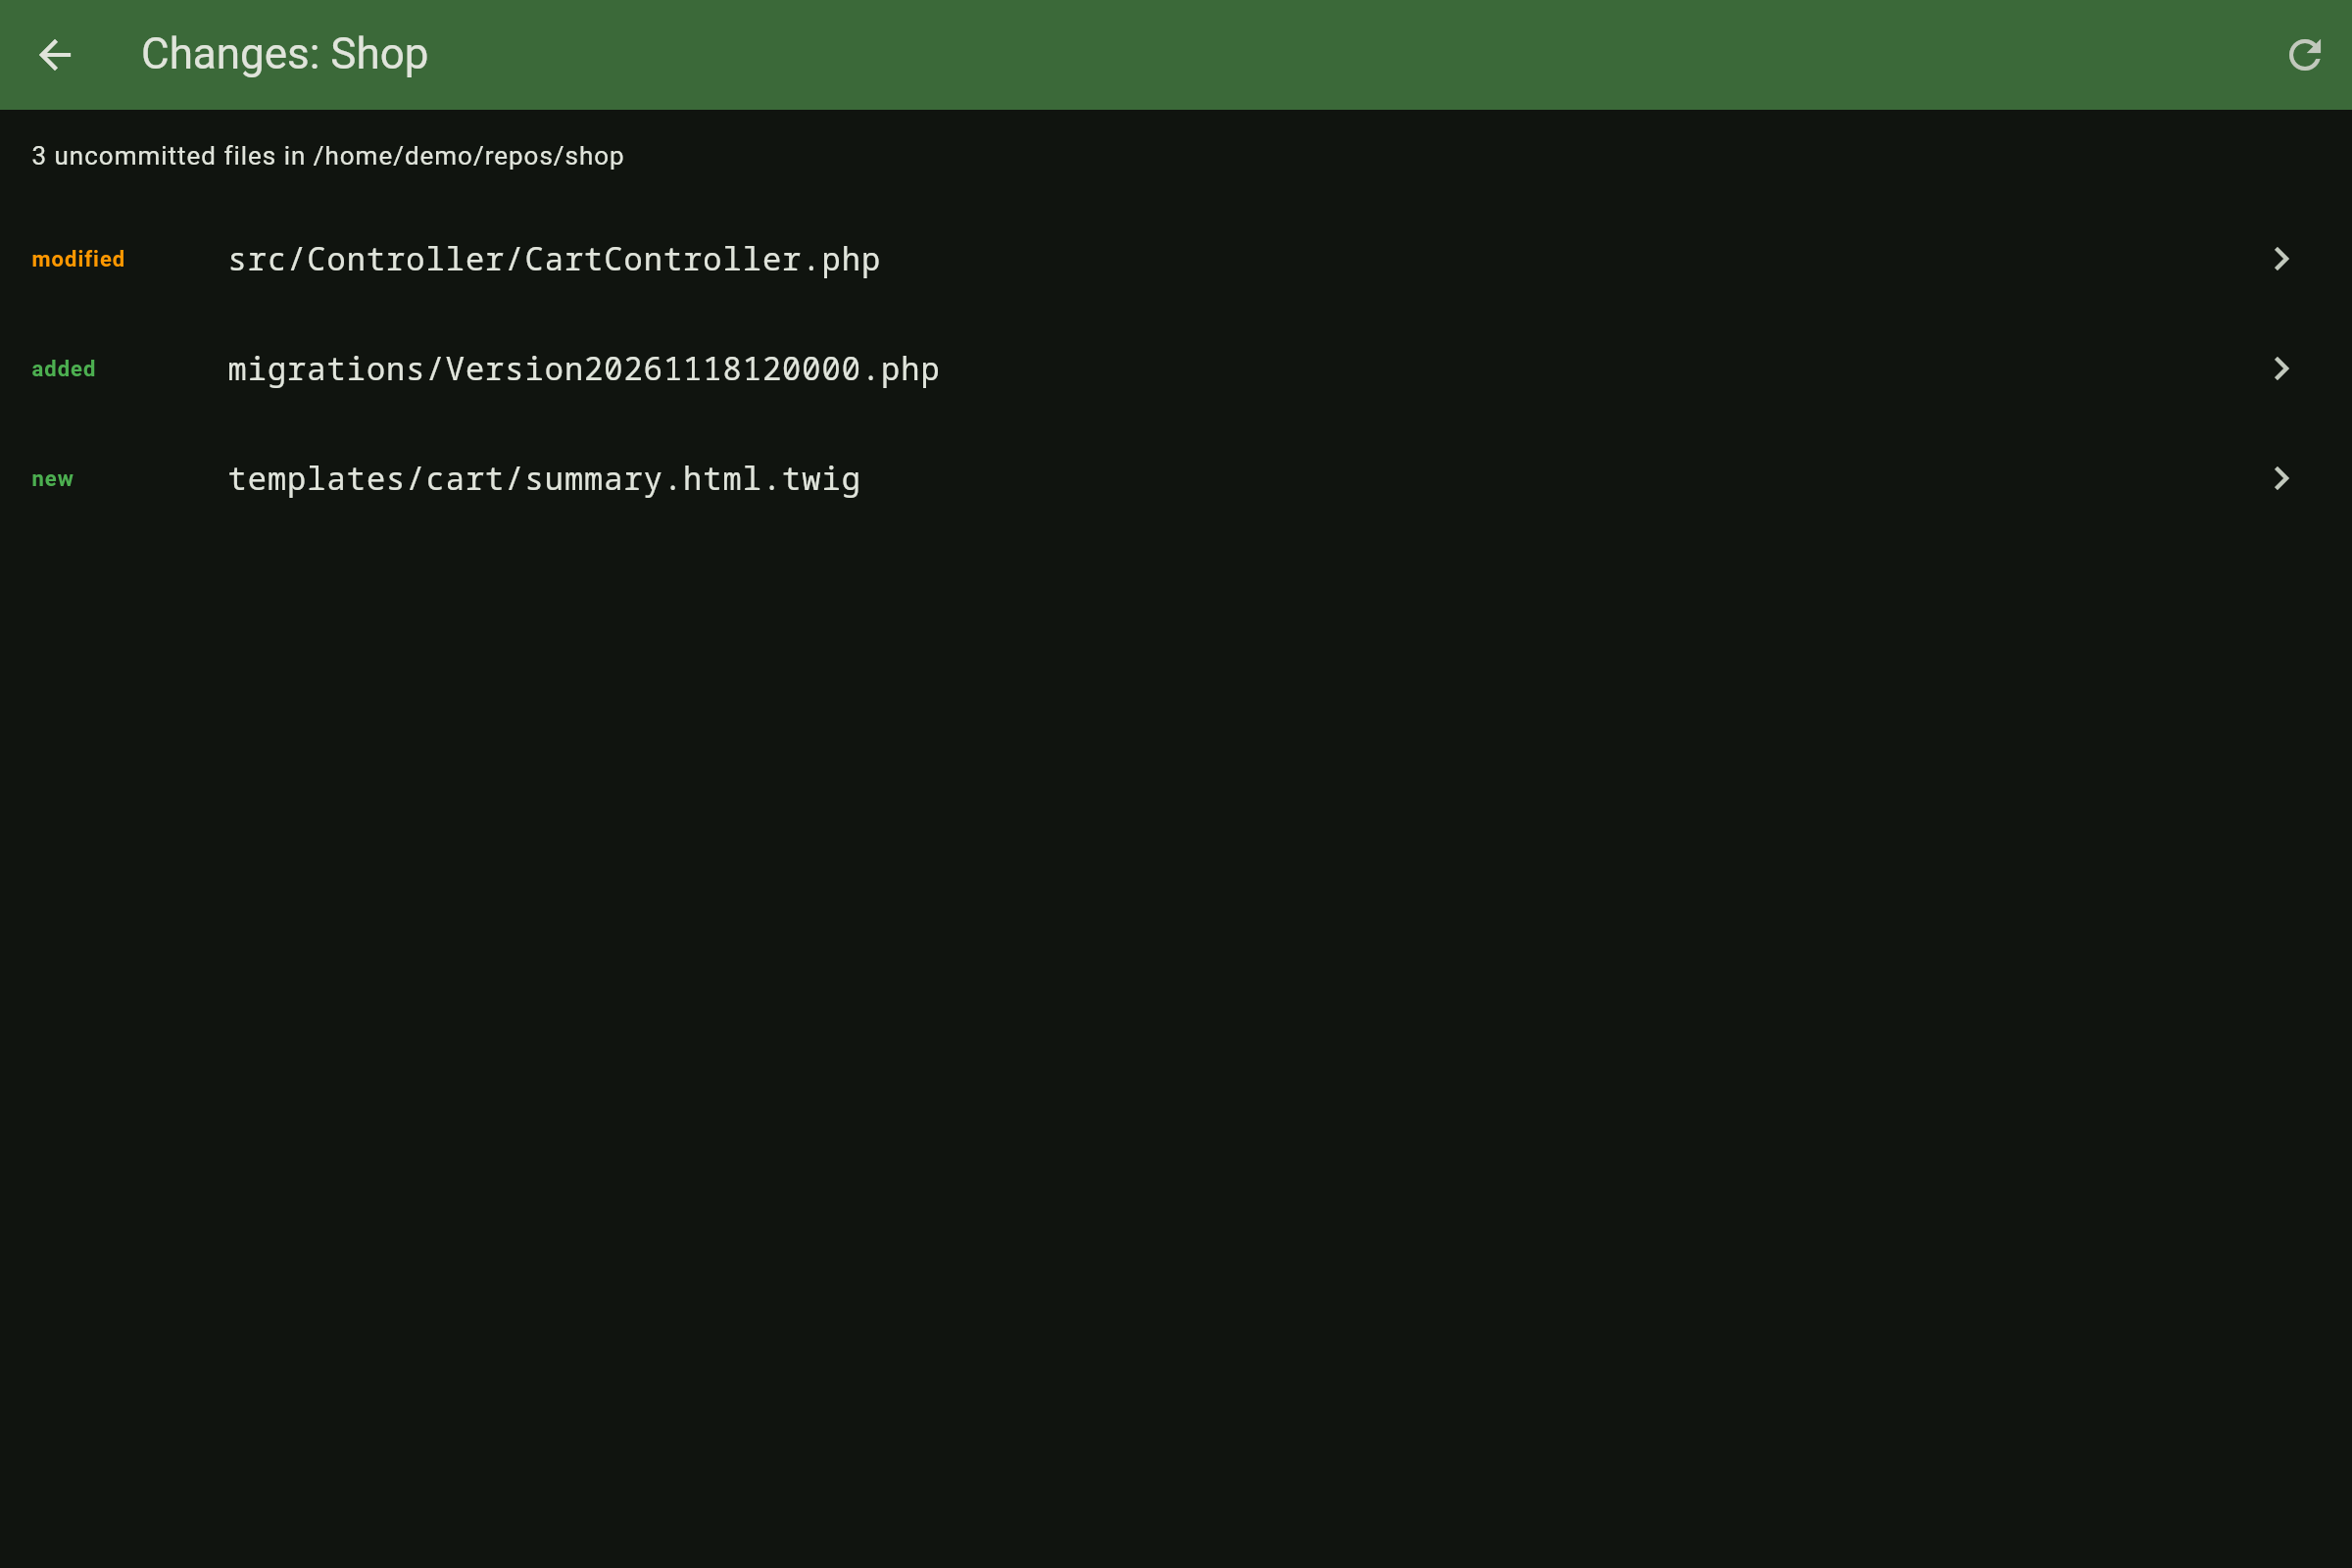 Changes: Shop
3 uncommitted files in /home/demo/repos/shop
modified src/Controller/CartController.php
added migrations/Version20261118120000.php
new templates/cart/summary.html.twig